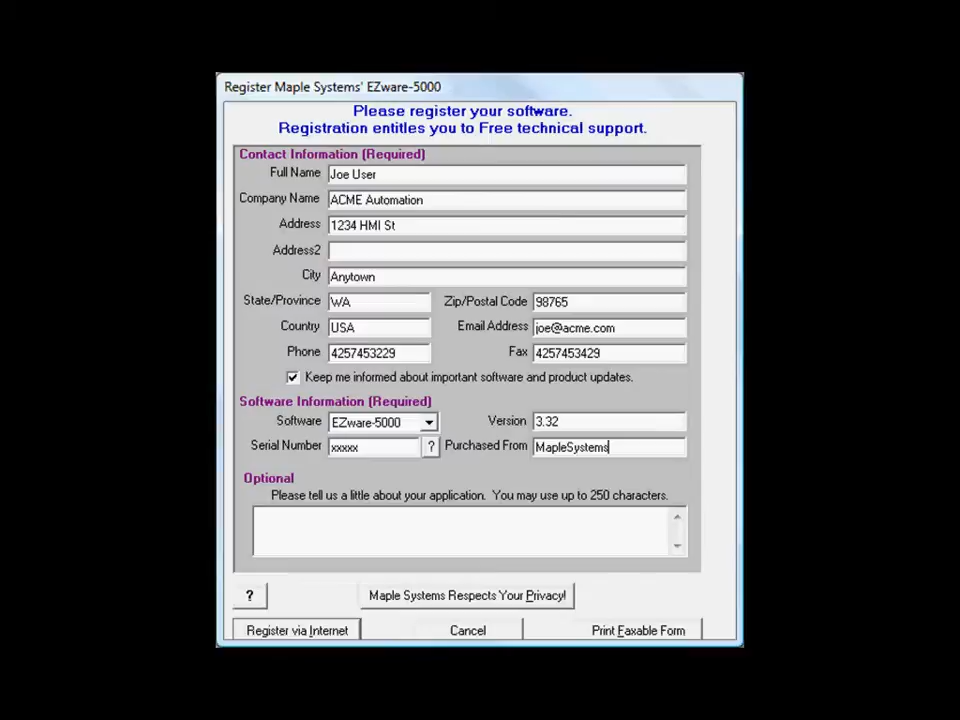 Register Maple Systems' EZware-5000
Please register your software.
Registration entitles you to Free technical support.
Contact Information (Required)
Full Name Joe User
Company Name ACME Automation
Address 1234 HMI St
Address2
City Anytown
State/Province WA Zip/Postal Code 98765
Country USA Email Address joe@acme.com
Phone 4257453229 Fax 4257453429
Keep me informed about important software and product updates.
Software Information (Required)
Software EZware-5000 Version 3.32
Serial Number xxxxx ? Purchased From MapleSystems
Optional
Please tell us a little about your application. You may use up to 250 characters.
? Maple Systems Respects Your Privacy!
Register via Internet Cancel Print Faxable Form